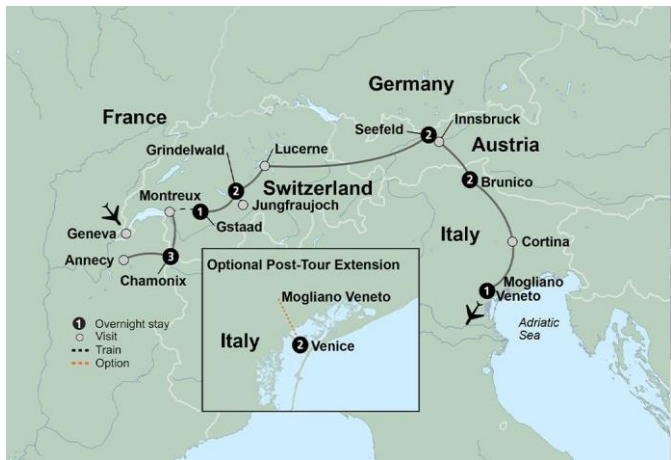 Germany
France
Innsbruck
Seefeld
2
Austria
Lucerne
Grindelwald
2
Switzerland
2
Brunico
Montreux
1
Jungfraujoch
Gstaad
Geneva
Italy
Cortina
Annecy
3
Chamonix
Optional Post-Tour Extension
Mogliano Veneto
Italy
2
Venice
1
Mogliano
Veneto
Adriatic
Sea
1 Overnight stay
Visit
Train
Option